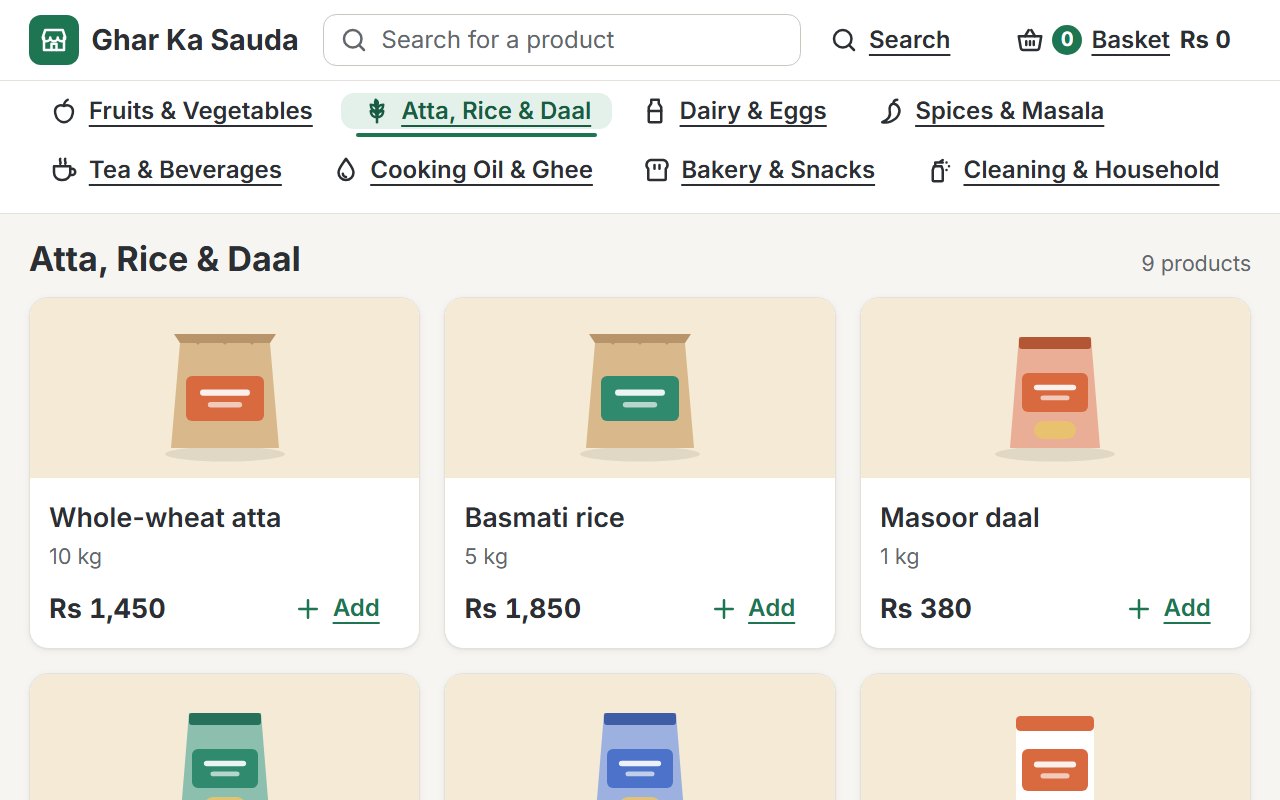 Ghar Ka Sauda
Search for a product
Search
0
Basket Rs 0
Fruits & Vegetables
Atta, Rice & Daal
Dairy & Eggs
Spices & Masala
Tea & Beverages
Cooking Oil & Ghee
Bakery & Snacks
Cleaning & Household
Atta, Rice & Daal
9 products
Whole-wheat atta
10 kg
Rs 1,450
Add
Basmati rice
5 kg
Rs 1,850
Add
Masoor daal
1 kg
Rs 380
Add